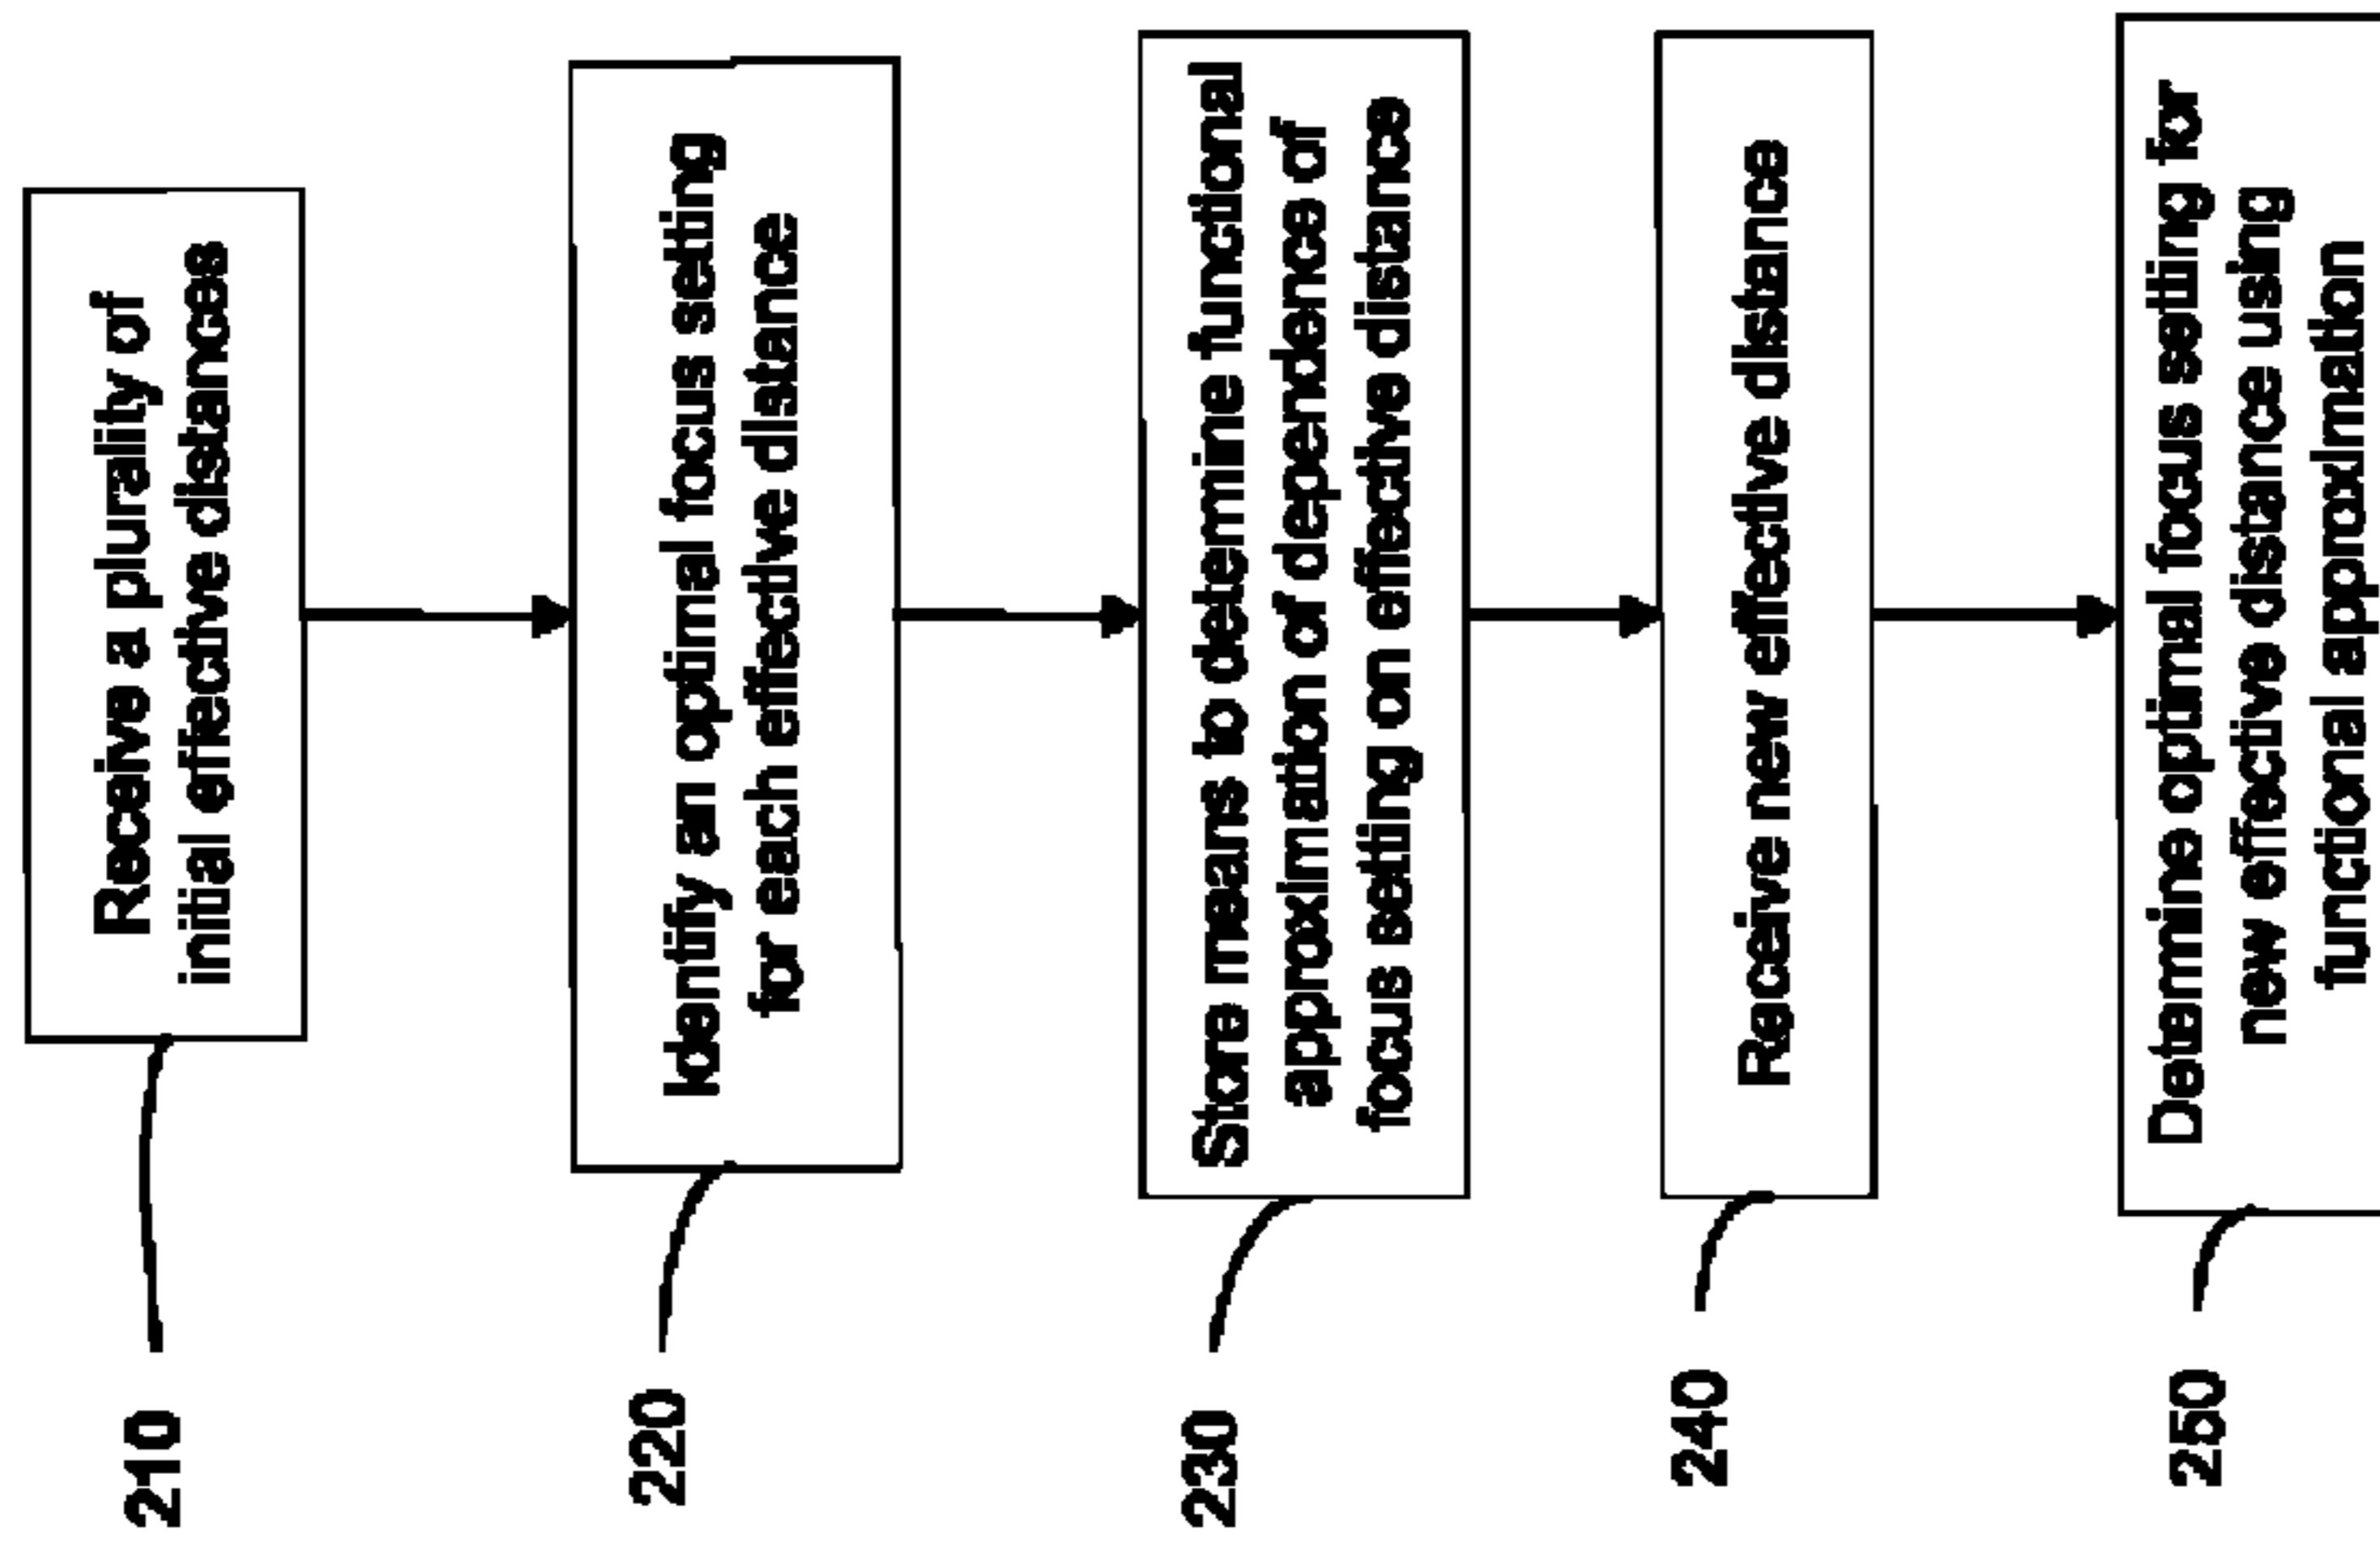 210
Receive a plurality of
initial effective distances
220
Identify an optimal focus setting
for each effective distance
230
Store means to determine functional
approximation of dependence of
focus setting on effective distance
240
Receive new effective distance
250
Determine optimal focus setting for
new effective distance using
functional approximation